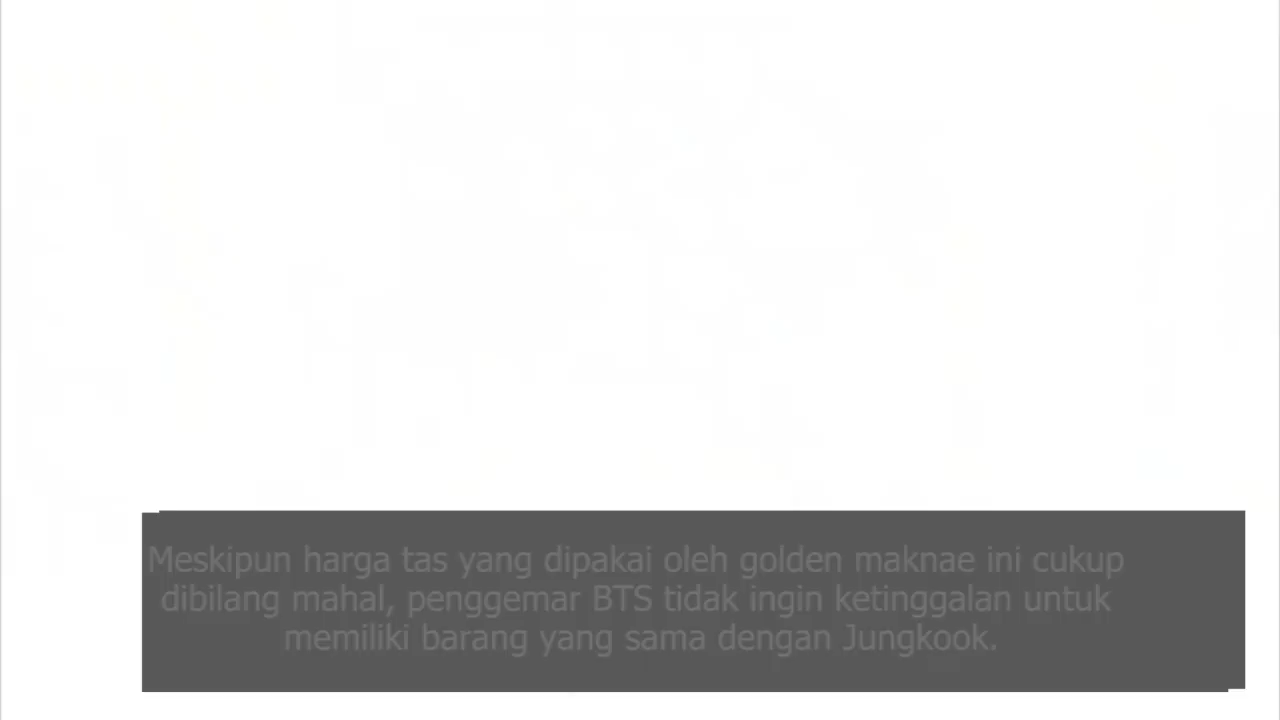 Meskipun harga tas yang dipakai oleh golden maknae ini cukup
dibilang mahal, penggemar BTS tidak ingin ketinggalan untuk
memiliki barang yang sama dengan Jungkook.